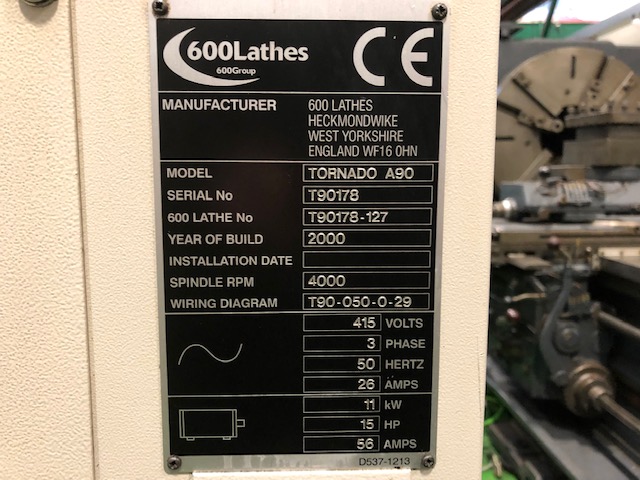 600Lathes
600Group
CE
MANUFACTURER 600 LATHES
HECKMONDWIKE
WEST YORKSHIRE
ENGLAND WF16 0HN
MODEL TORNADO A90
SERIAL No T90178
600 LATHE No T90178-127
YEAR OF BUILD 2000
INSTALLATION DATE
SPINDLE RPM 4000
WIRING DIAGRAM T90-050-0-29
415 VOLTS
3 PHASE
50 HERTZ
26 AMPS
11 kW
15 HP
56 AMPS
D537-1213